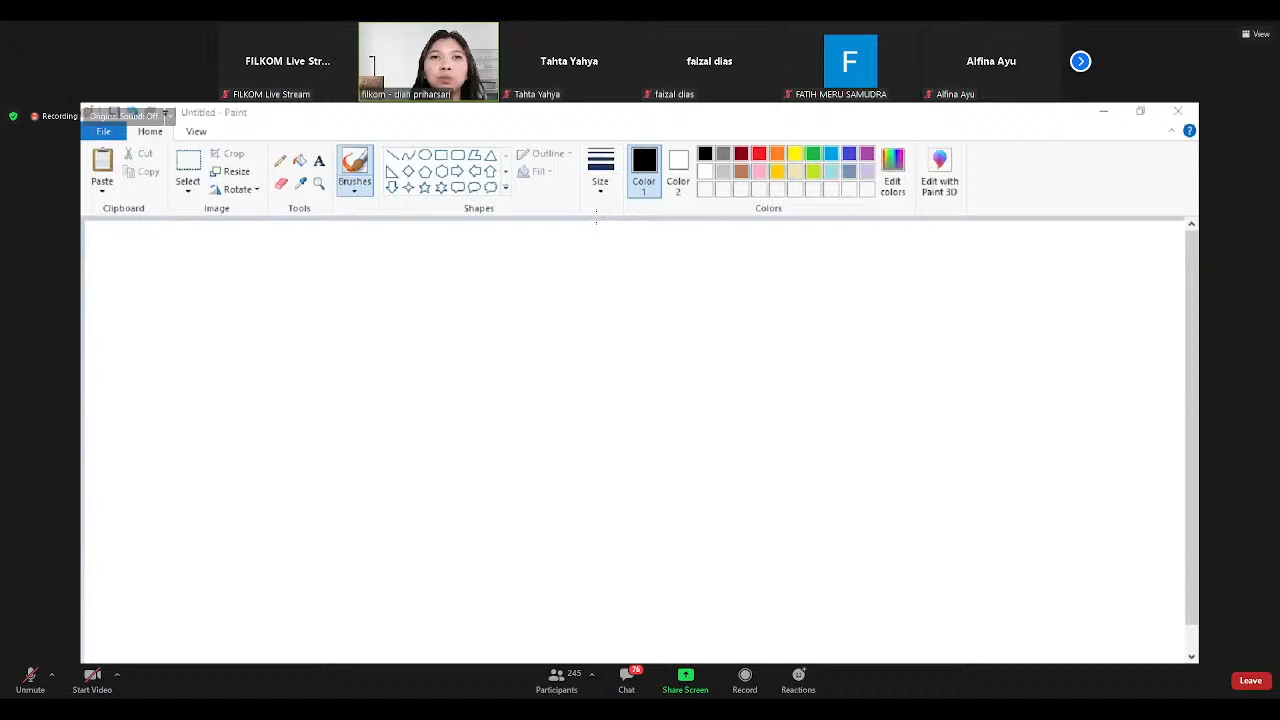 View
FILKOM Live Str...
Tahta Yahya
faizal dias
F
Alfina Ayu
FILKOM Live Stream
filkom - dian priharsari
Tahta Yahya
faizal dias
FATIH MERU SAMUDRA
Alfina Ayu
Recording
Original Sound: Off
Untitled - Paint
File
Home
View
Paste
Cut
Copy
Clipboard
Select
Crop
Resize
Rotate
Image
A
Tools
Brushes
Outline
Fill
Shapes
Size
Color
1
Color
2
Edit
colors
Colors
Edit with
Paint 3D
Unmute
Start Video
245
Participants
76
Chat
Share Screen
Record
Reactions
Leave